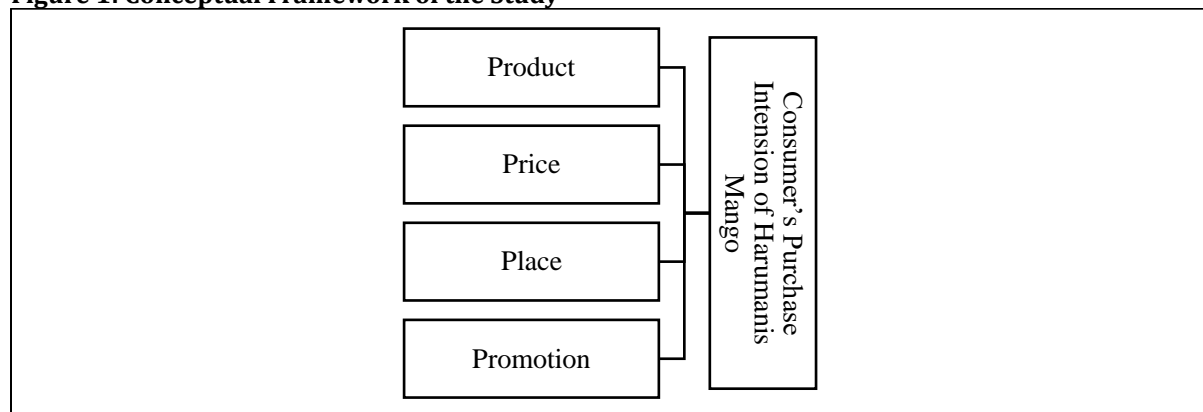 Figure 1: Conceptual Framework of the Study
Product
Price
Place
Promotion
Consumer's Purchase
Intension of Harumanis
Mango